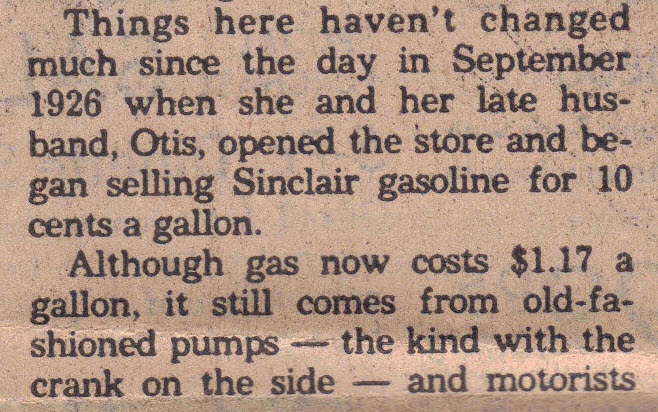 Things here haven't changed
much since the day in September
1926 when she and her late hus-
band, Otis, opened the store and be-
gan selling Sinclair gasoline for 10
cents a gallon.
Although gas now costs $1.17 a
gallon, it still comes from old-fa-
shioned pumps — the kind with the
crank on the side — and motorists